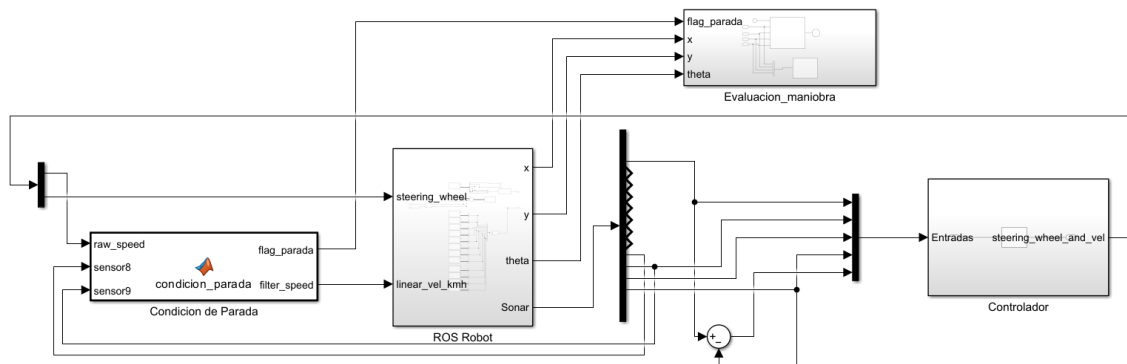 flag_parada
x
y
theta
Evaluacion_maniobra
steering_wheel
linear_vel_kmh
x
y
theta
Sonar
ROS Robot
raw_speed
sensor8
sensor9
condicion_parada
flag_parada
filter_speed
Condicion de Parada
Entradas
steering_wheel_and_vel
Controlador
+
−